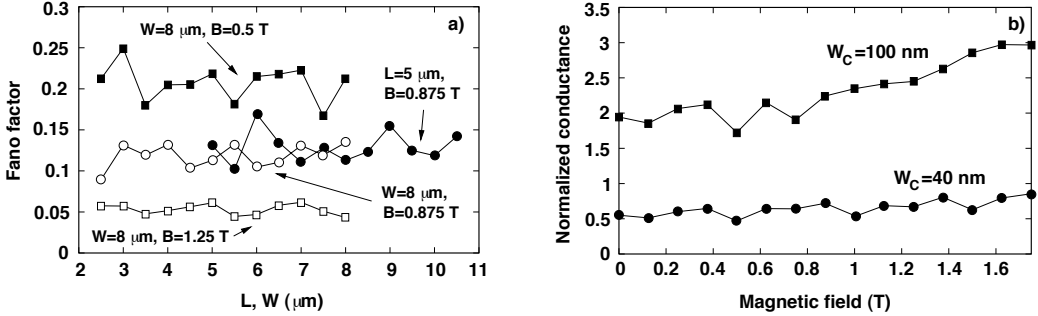 a)
W=8 μm, B=0.5 T
L=5 μm,
B=0.875 T
W=8 μm,
B=0.875 T
W=8 μm, B=1.25 T
0.3
0.25
0.2
0.15
0.1
0.05
0
Fano factor
2 3 4 5 6 7 8 9 10 11
L, W (μm)
2
b)
W_C=100 nm
W_C=40 nm
3.5
3
2.5
2
1.5
1
0.5
0
Normalized conductance
0 0.2 0.4 0.6 0.8 1 1.2 1.4 1.6
Magnetic field (T)